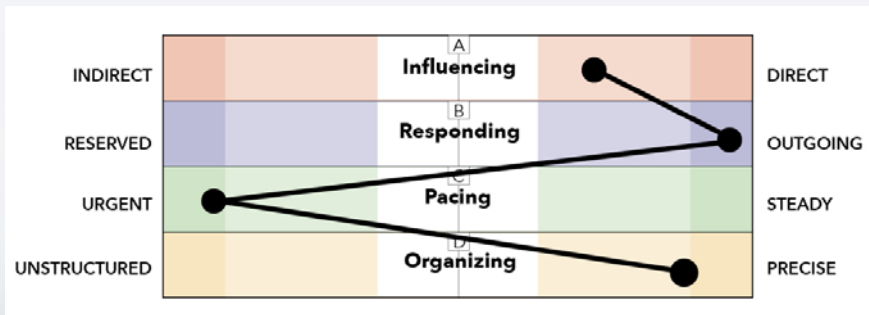 A
INDIRECT Influencing DIRECT
B
RESERVED Responding OUTGOING
C
URGENT Pacing STEADY
D
UNSTRUCTURED Organizing PRECISE